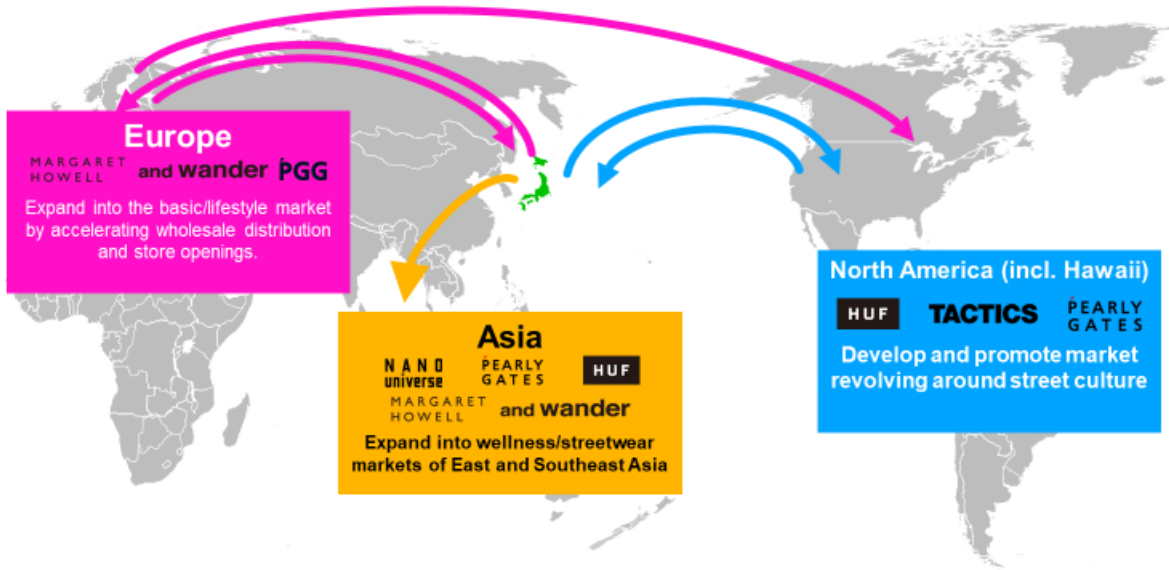 Europe
MARGARET HOWELL and wander PGG
Expand into the basic/lifestyle market
by accelerating wholesale distribution
and store openings.
Asia
NANO universe PEARLY GATES HUF
MARGARET HOWELL and wander
Expand into wellness/streetwear
markets of East and Southeast Asia
North America (incl. Hawaii)
HUF TACTICS PEARLY GATES
Develop and promote market
revolving around street culture